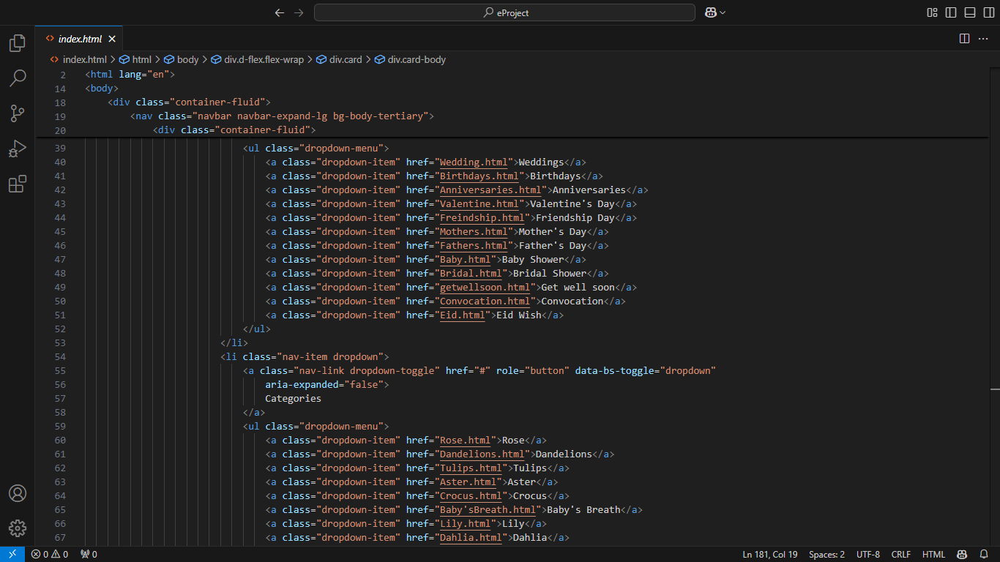 eProject
index.html
index.html > html > body > div.d-flex.flex-wrap > div.card > div.card-body
2 <html lang="en">
14 <body>
18 <div class="container-fluid">
19 <nav class="navbar navbar-expand-lg bg-body-tertiary">
20 <div class="container-fluid">
39 <ul class="dropdown-menu">
40 <a class="dropdown-item" href="Wedding.html">Weddings</a>
41 <a class="dropdown-item" href="Birthdays.html">Birthdays</a>
42 <a class="dropdown-item" href="Anniversaries.html">Anniversaries</a>
43 <a class="dropdown-item" href="Valentine.html">Valentine's Day</a>
44 <a class="dropdown-item" href="Freindship.html">Friendship Day</a>
45 <a class="dropdown-item" href="Mothers.html">Mother's Day</a>
46 <a class="dropdown-item" href="Fathers.html">Father's Day</a>
47 <a class="dropdown-item" href="Baby.html">Baby Shower</a>
48 <a class="dropdown-item" href="Bridal.html">Bridal Shower</a>
49 <a class="dropdown-item" href="getwellsoon.html">Get well soon</a>
50 <a class="dropdown-item" href="Convocation.html">Convocation</a>
51 <a class="dropdown-item" href="Eid.html">Eid Wish</a>
52 </ul>
53 </li>
54 <li class="nav-item dropdown">
55 <a class="nav-link dropdown-toggle" href="#" role="button" data-bs-toggle="dropdown"
56 aria-expanded="false">
57 Categories
58 </a>
59 <ul class="dropdown-menu">
60 <a class="dropdown-item" href="Rose.html">Rose</a>
61 <a class="dropdown-item" href="Dandelions.html">Dandelions</a>
62 <a class="dropdown-item" href="Tulips.html">Tulips</a>
63 <a class="dropdown-item" href="Aster.html">Aster</a>
64 <a class="dropdown-item" href="Crocus.html">Crocus</a>
65 <a class="dropdown-item" href="Baby'sBreath.html">Baby's Breath</a>
66 <a class="dropdown-item" href="Lily.html">Lily</a>
67 <a class="dropdown-item" href="Dahlia.html">Dahlia</a>
0 0 0 Ln 181, Col 19 Spaces: 2 UTF-8 CRLF HTML